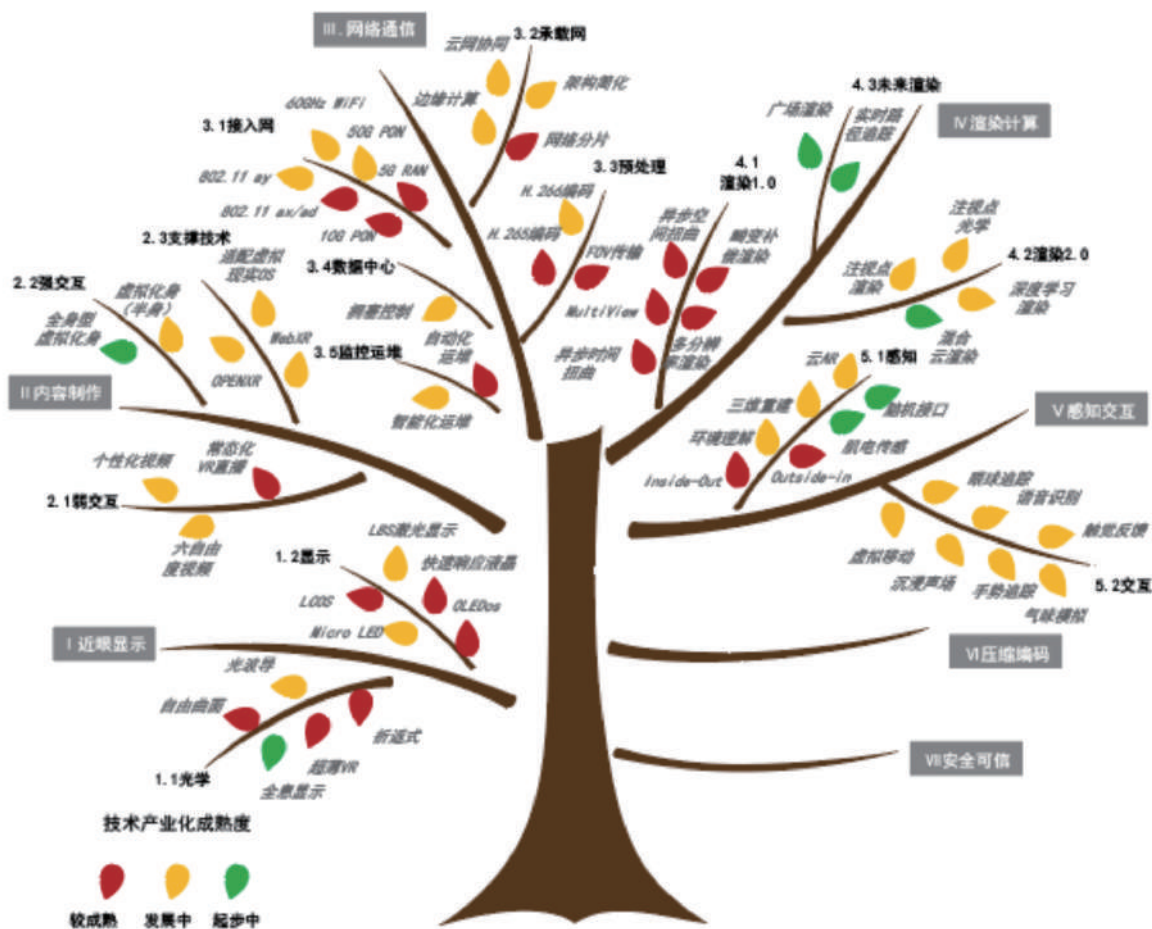 III.网络通信
3.2承载网
云网协同
架构简化
边缘计算
网络分片
60GHz WiFi
3.1接入网
50G PON
5G RAN
802.11 ay
802.11 ax/ad
10G PON
3.3预处理
H.266编码
H.265编码
FOV传输
3.4数据中心
拥塞控制
3.5监控运堆
自动化
运堆
智能化运堆
4.3未来渲染
广场渲染
实时路
径追踪
IV渲染计算
4.1
渲染1.0
异步空
间扭曲
畸变补
偿渲染
MultiView
多分辨
率渲染
异步时间
扭曲
注视点
光学
4.2渲染2.0
注视点
渲染
深度学习
渲染
混合
云渲染
2.3支撑技术
适配虚拟
现实OS
WebXR
OPENXR
2.2强交互
虚拟化身
（半身）
全身型
虚拟化身
II内容制作
个性化视频
常态化
VR直播
2.1弱交互
六自由
度视频
5.1感知
云AR
三维重建
脑机接口
环境理解
肌电传感
Inside-Out
Outside-in
V感知交互
眼球追踪
语音识别
触觉反馈
虚拟移动
沉浸声场
手势追踪
气味模拟
5.2交互
1.2显示
LBS激光显示
快速响应液晶
LCOS
OLEDos
Micro LED
I近眼显示
光波导
自由曲面
折返式
超薄VR
全息显示
1.1光学
VI压缩编码
VII安全可信
技术产业化成熟度
较成熟
发展中
起步中